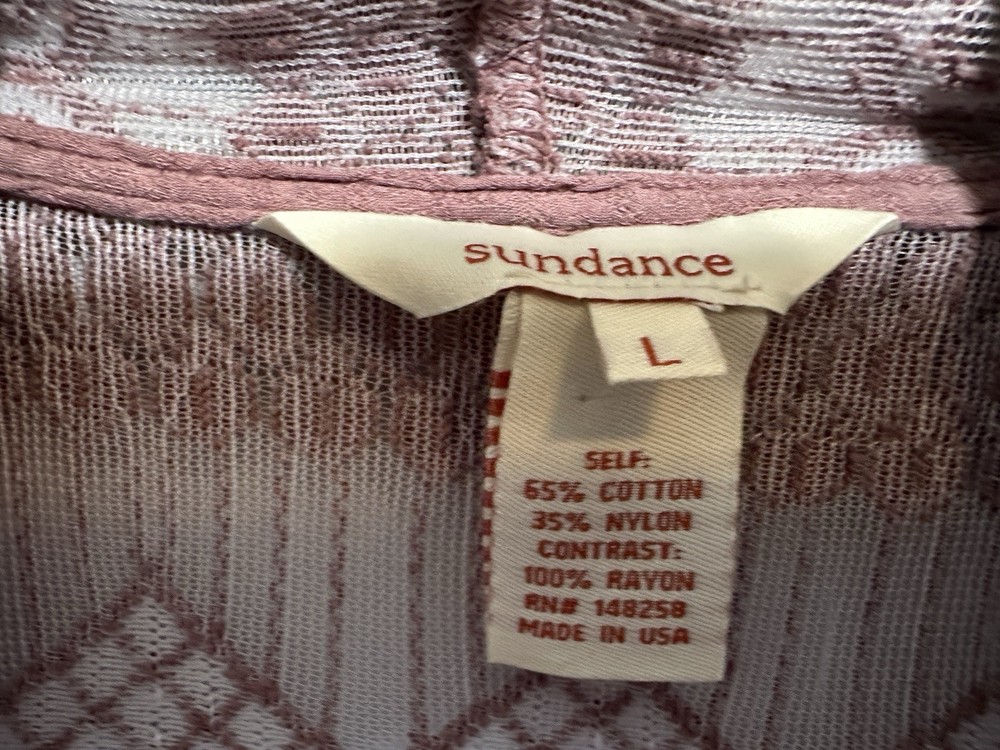 sundance
L
SELF:
65% COTTON
35% NYLON
CONTRAST:
100% RAYON
RN# 148258
MADE IN USA